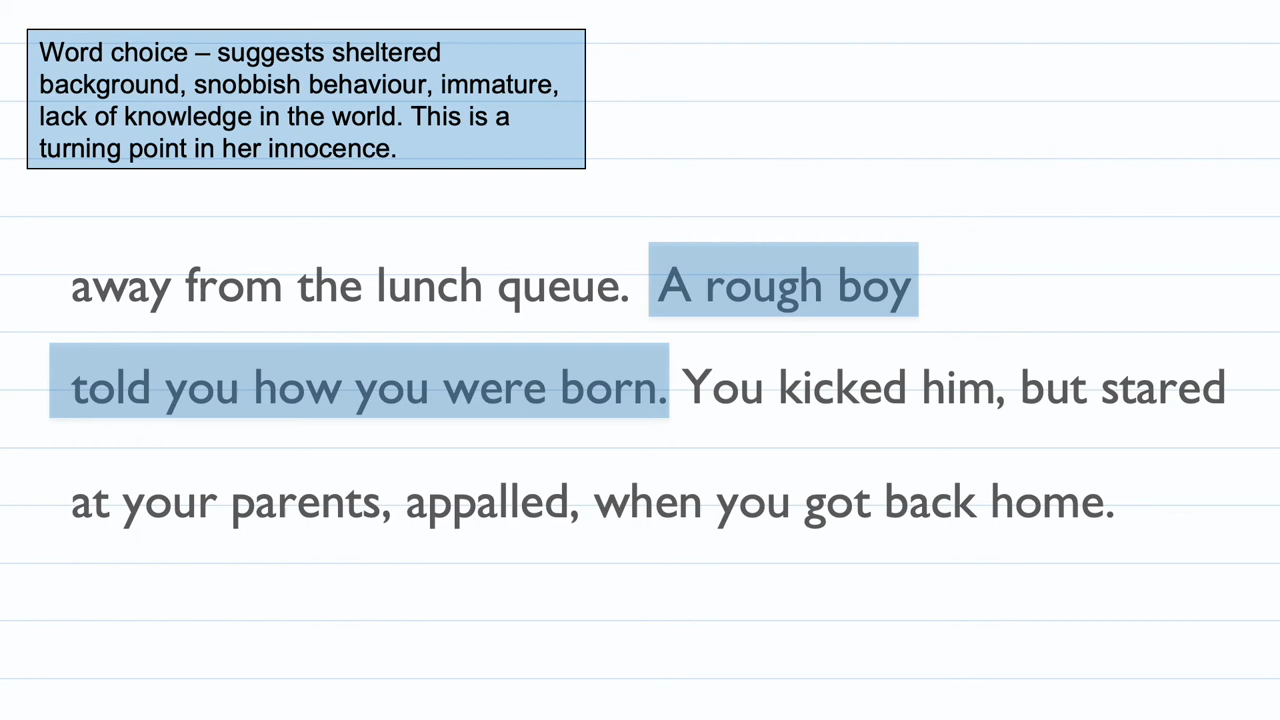 Word choice – suggests sheltered
background, snobbish behaviour, immature,
lack of knowledge in the world. This is a
turning point in her innocence.
away from the lunch queue. A rough boy
told you how you were born. You kicked him, but stared
at your parents, appalled, when you got back home.